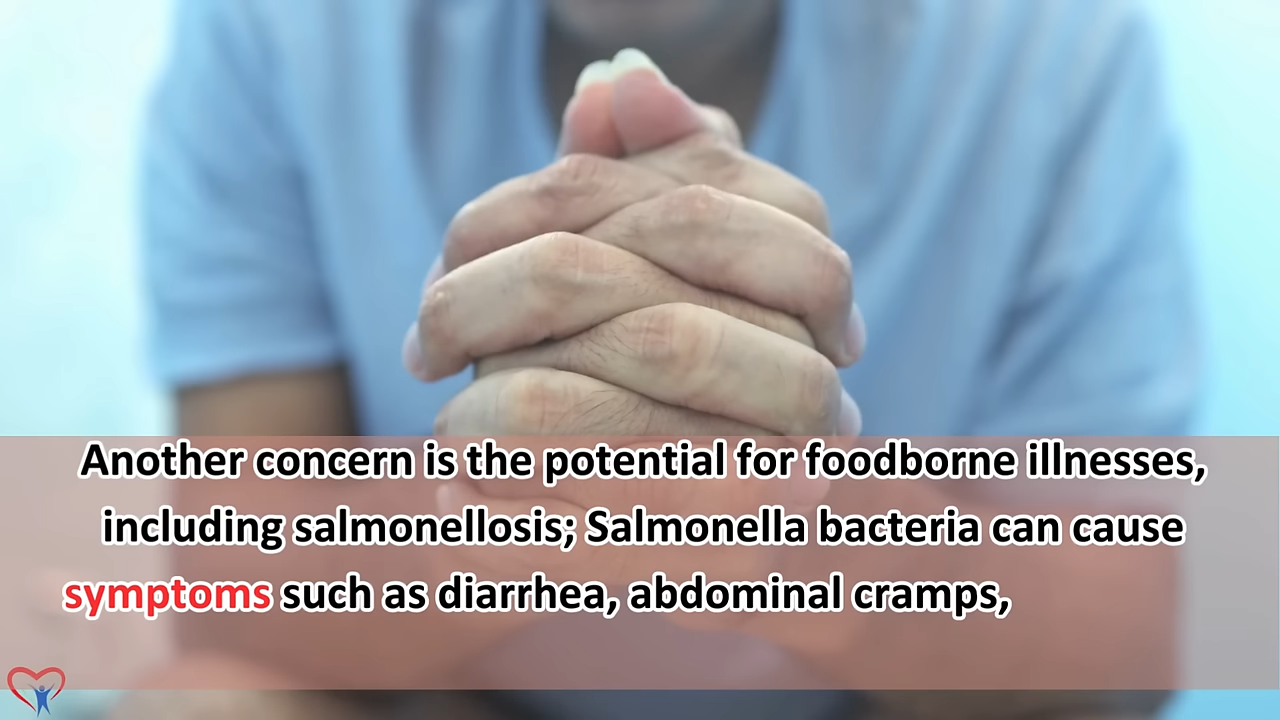 Another concern is the potential for foodborne illnesses,
including salmonellosis; Salmonella bacteria can cause
symptoms such as diarrhea, abdominal cramps,